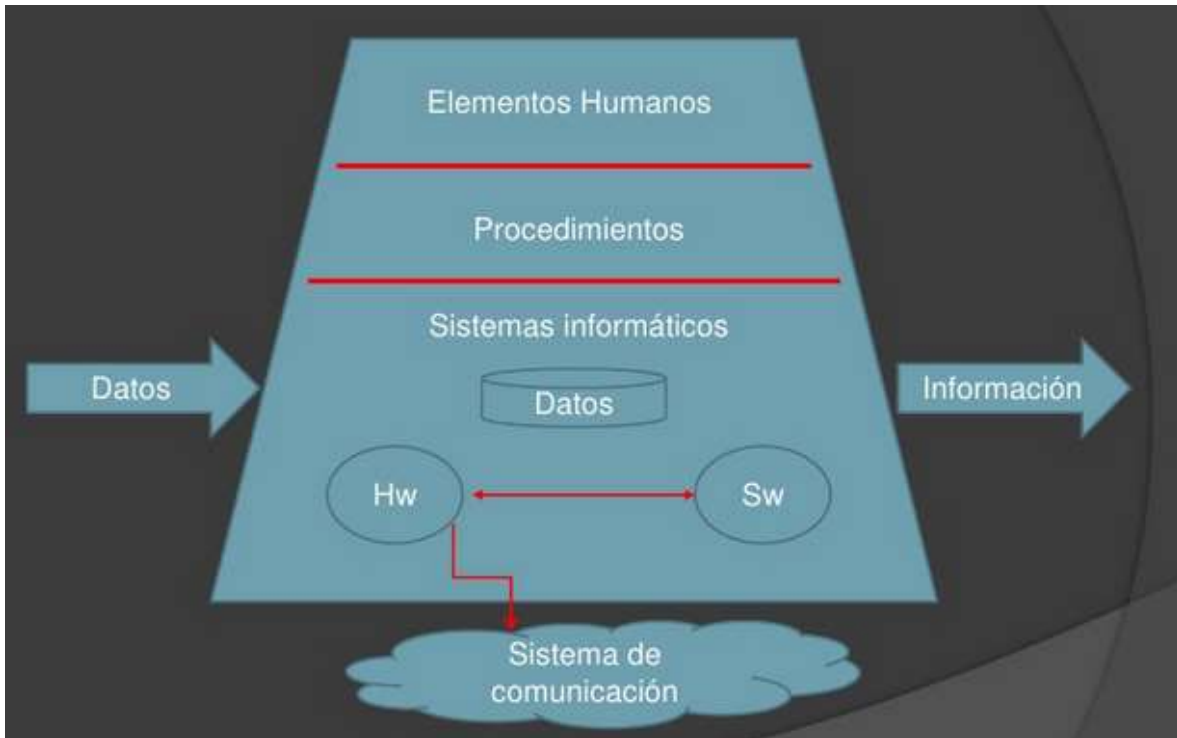 Elementos Humanos
Procedimientos
Sistemas informáticos
Datos
Datos
Información
Hw
Sw
Sistema de
comunicación